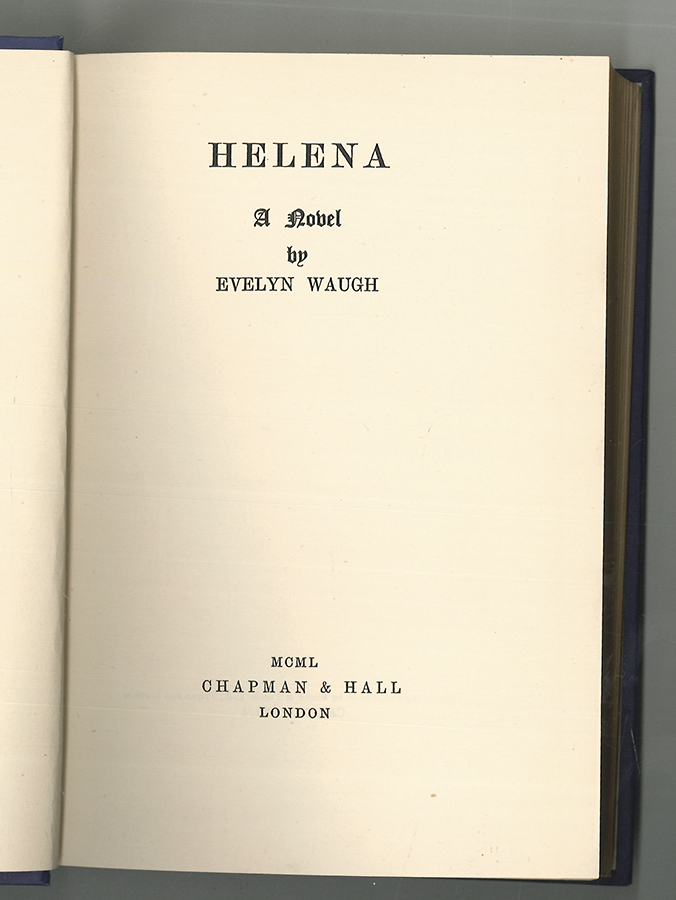 HELENA
A Novel
by
EVELYN WAUGH
MCML
CHAPMAN & HALL
LONDON